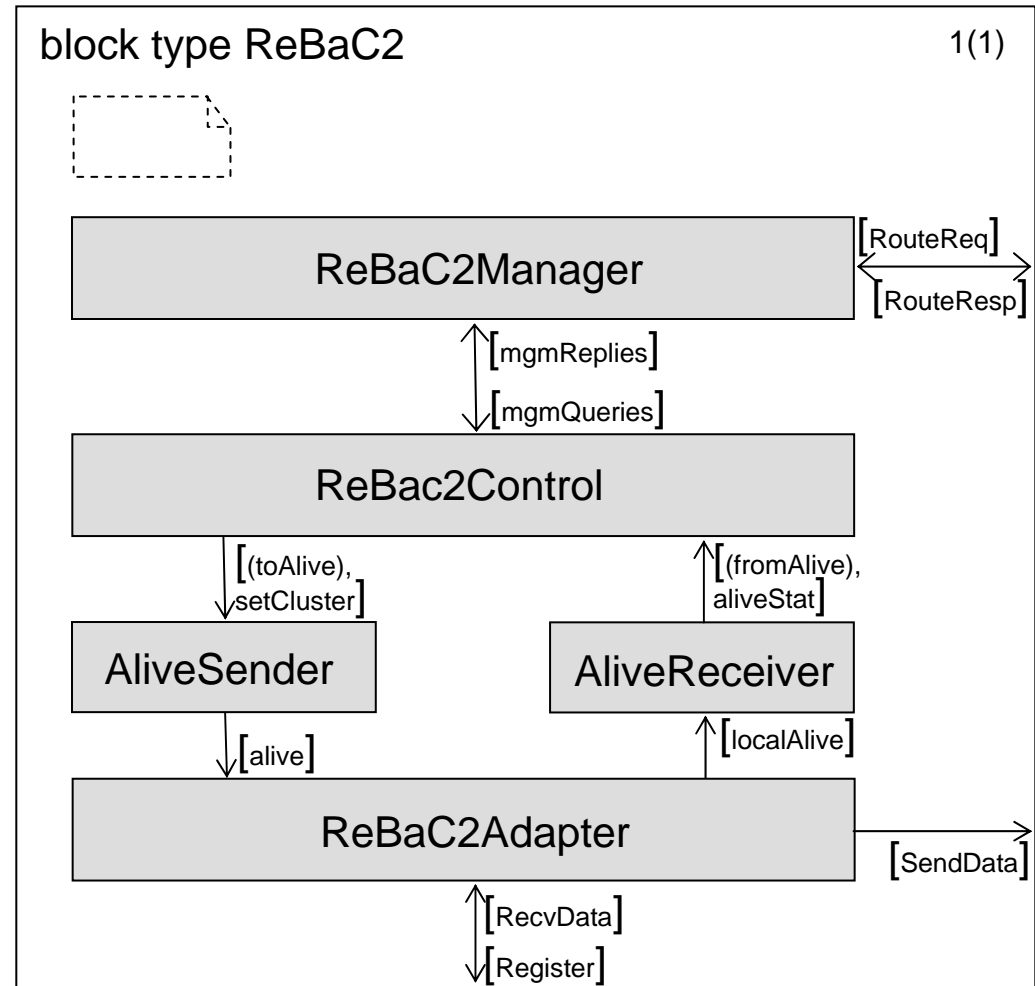 block type ReBaC2
1(1)
ReBaC2Manager
[RouteReq]
[RouteResp]
[mgmReplies]
[mgmQueries]
ReBac2Control
[(toAlive),
setCluster]
[(fromAlive),
aliveStat]
AliveSender
AliveReceiver
[alive]
[localAlive]
ReBaC2Adapter
[SendData]
[RecvData]
[Register]